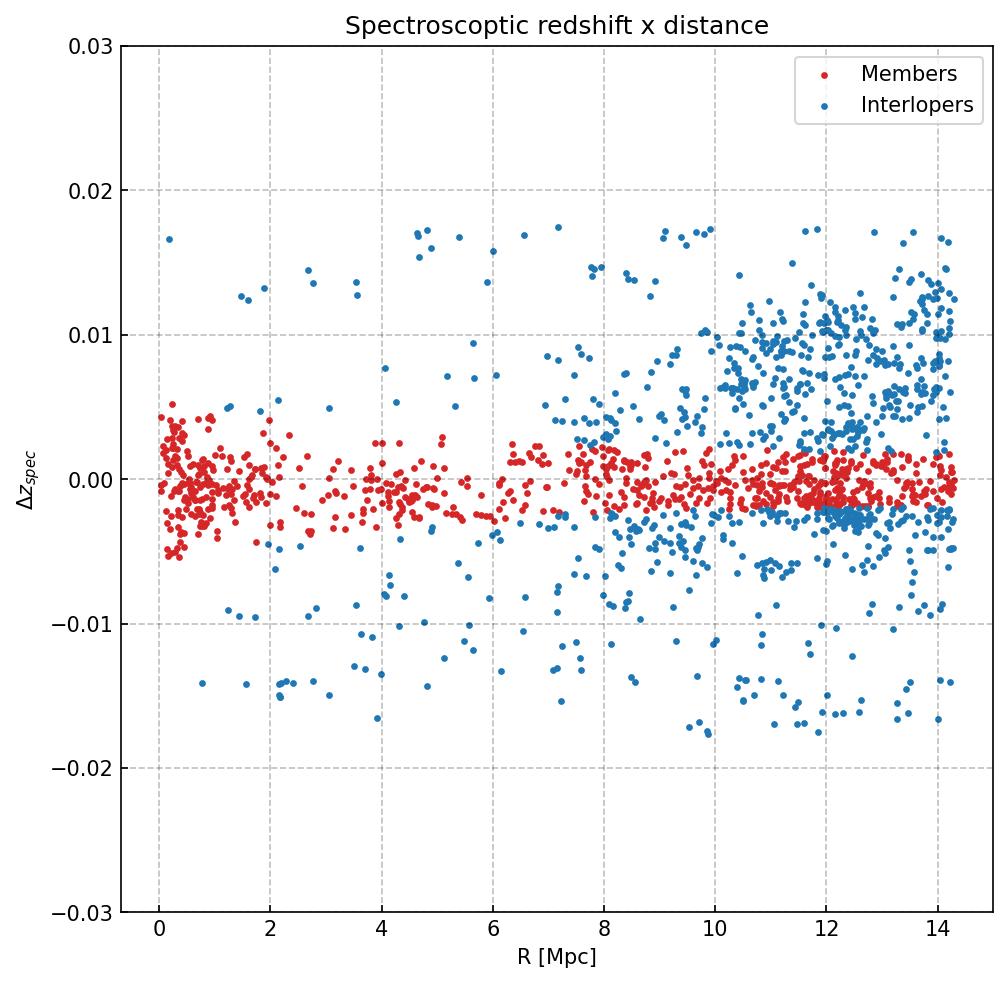 Spectroscoptic redshift x distance
Members
Interlopers
0.03
0.02
0.01
0.00
−0.01
−0.02
−0.03
Δz_spec
0 2 4 6 8 10 12 14
R [Mpc]